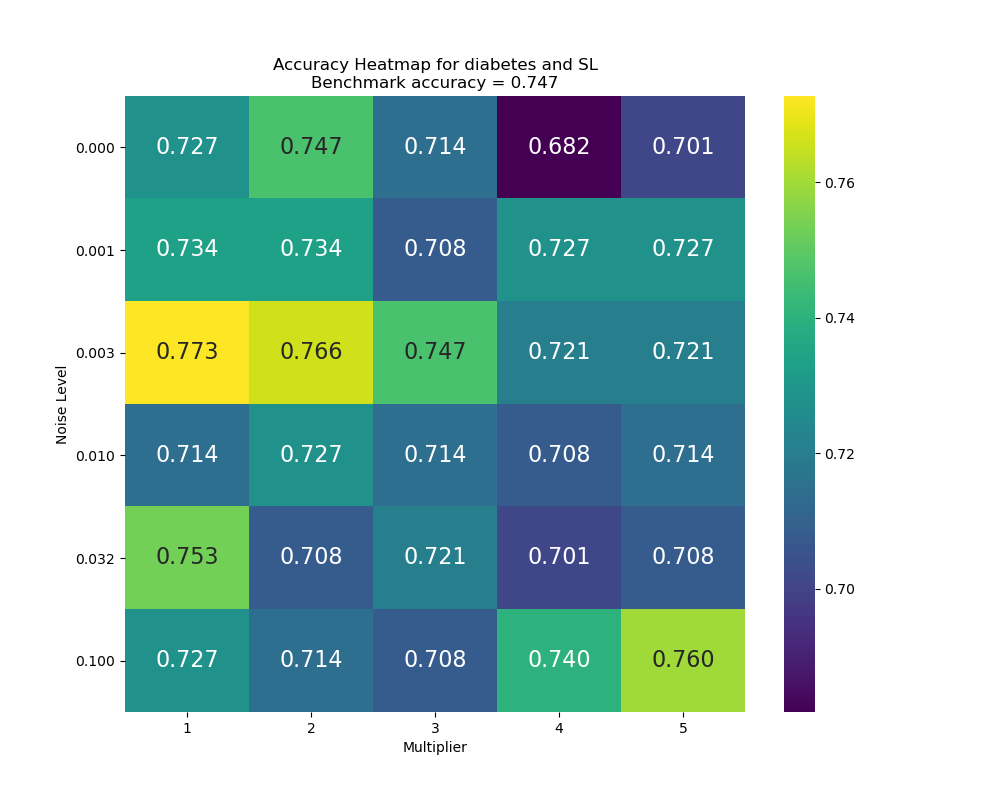 Accuracy Heatmap for diabetes and SL
Benchmark accuracy = 0.747
0.000 0.727 0.747 0.714 0.682 0.701
0.001 0.734 0.734 0.708 0.727 0.727
0.003 0.773 0.766 0.747 0.721 0.721
0.010 0.714 0.727 0.714 0.708 0.714
0.032 0.753 0.708 0.721 0.701 0.708
0.100 0.727 0.714 0.708 0.740 0.760
1 2 3 4 5
Multiplier
Noise Level
0.76
0.74
0.72
0.70